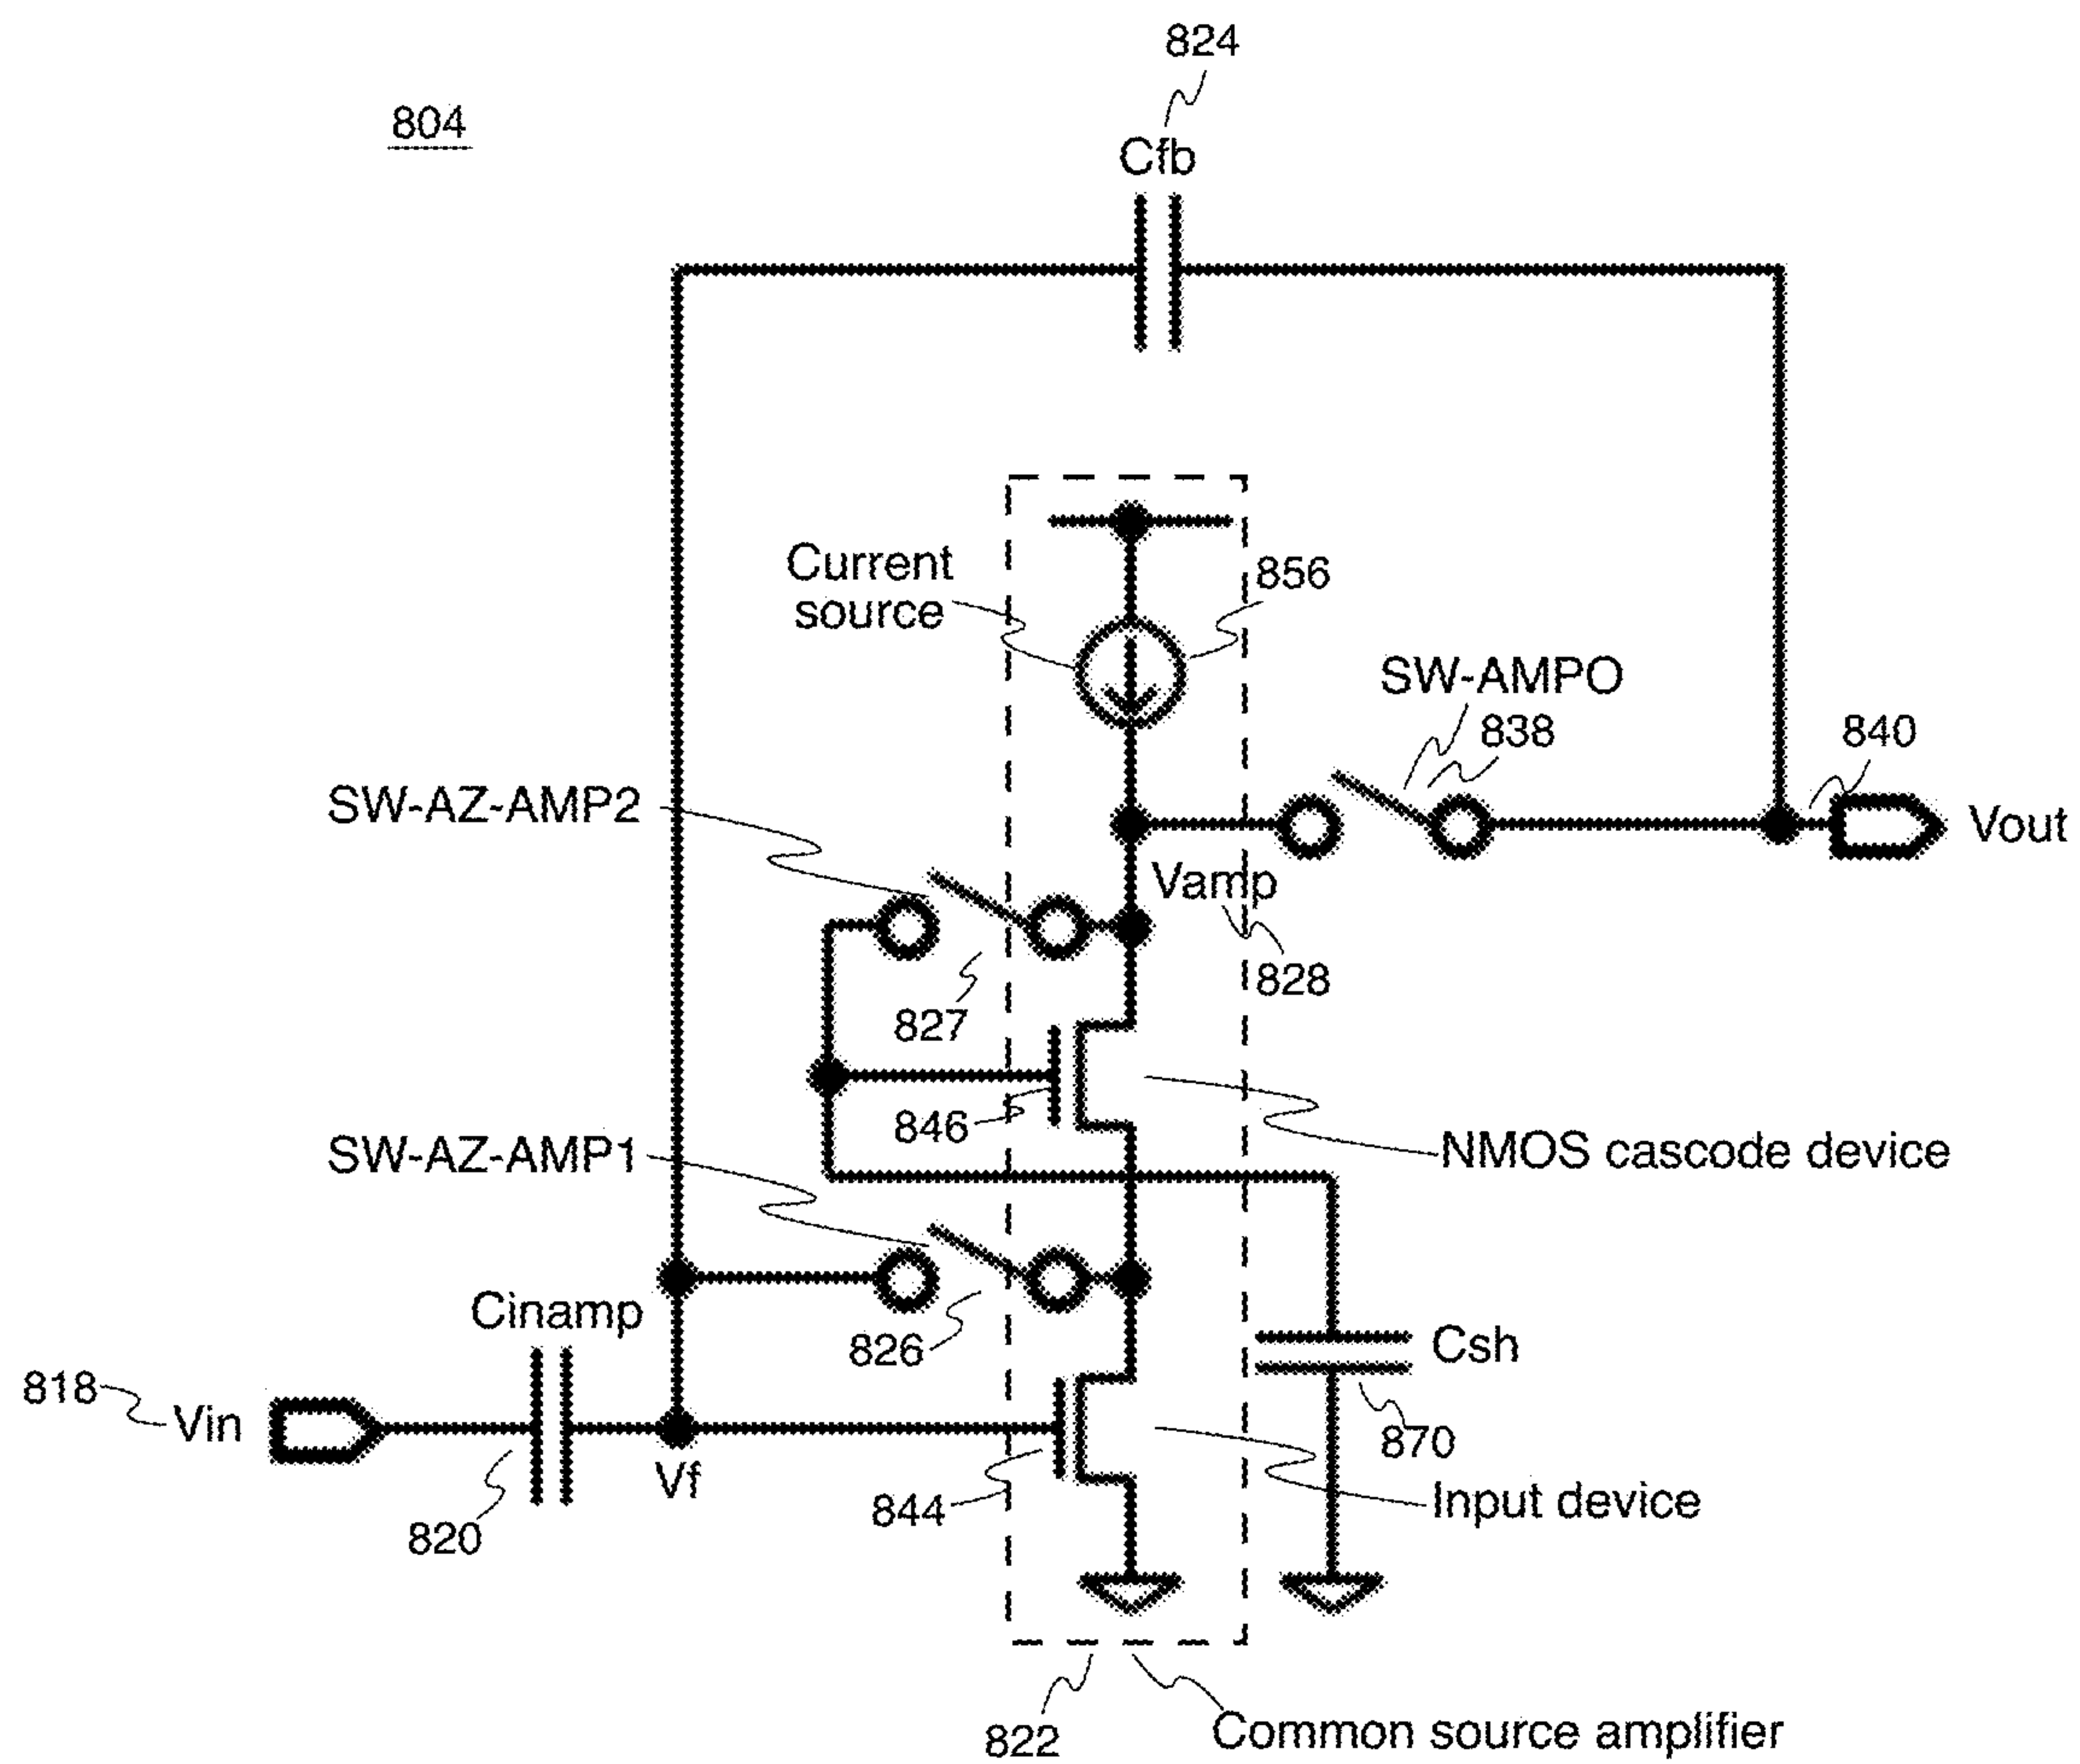 824
804
Cfb
Current
source
856
SW-AMPO
838
840
SW-AZ-AMP2
Vout
Vamp
828
827
846
SW-AZ-AMP1
NMOS cascode device
Cinamp
826
Csh
818
Vin
870
Vf
844
Input device
820
822
Common source amplifier